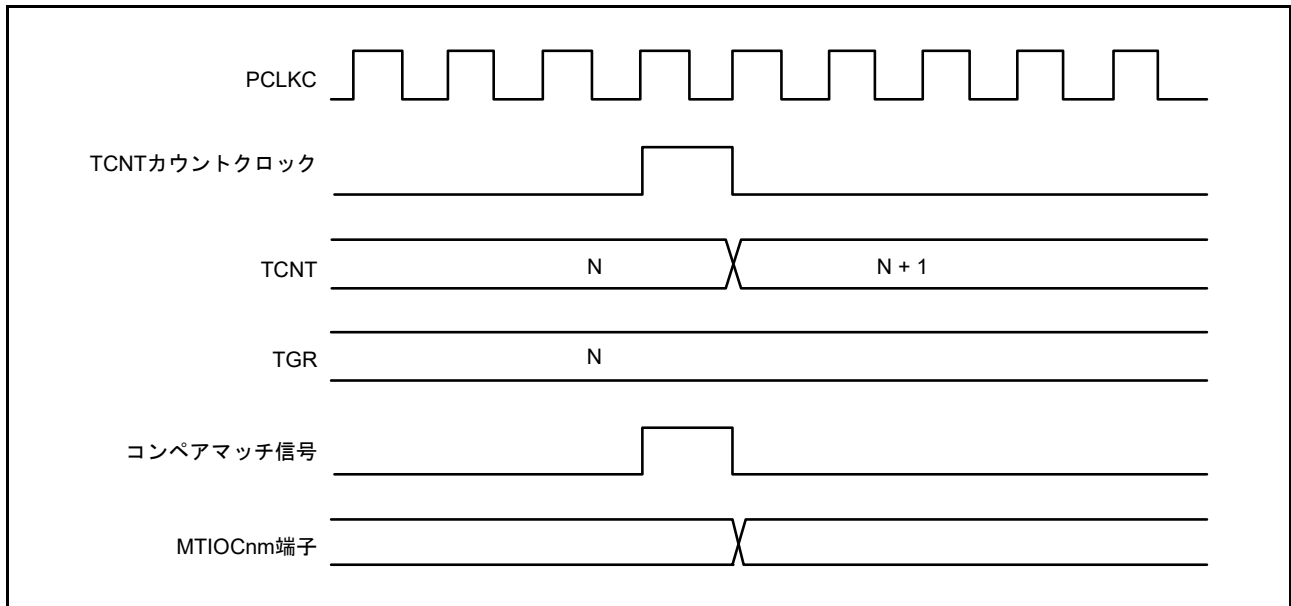 PCLKC
TCNTカウントクロック
TCNT
N
N + 1
TGR
N
コンペアマッチ信号
MTIOCnm端子